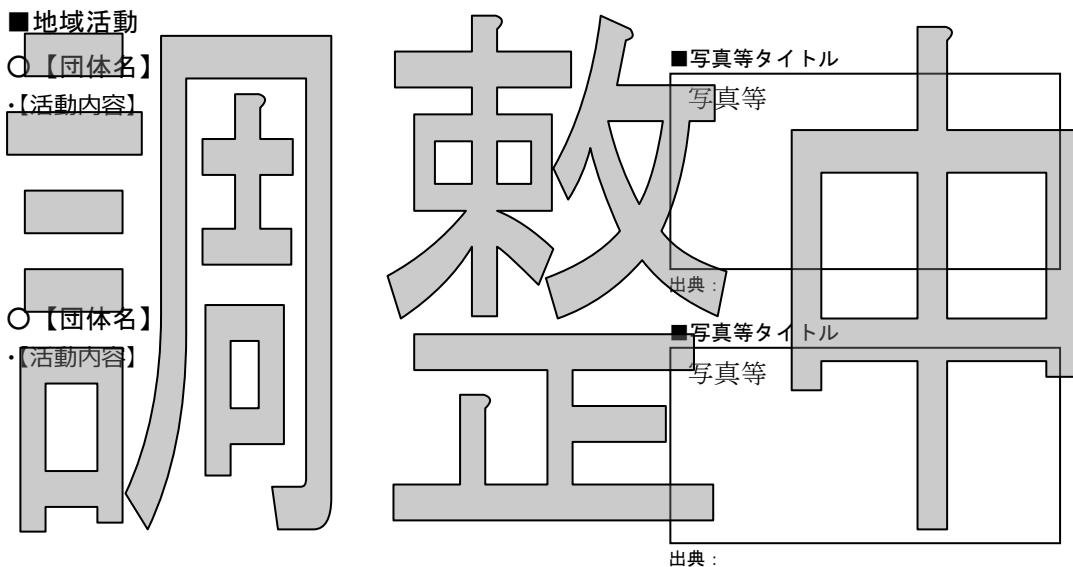 ■地域活動
〇【団体名】
・【活動内容】
〇【団体名】
・【活動内容】
■写真等タイトル
写真等
出典：
■写真等タイトル
写真等
出典：
調整中